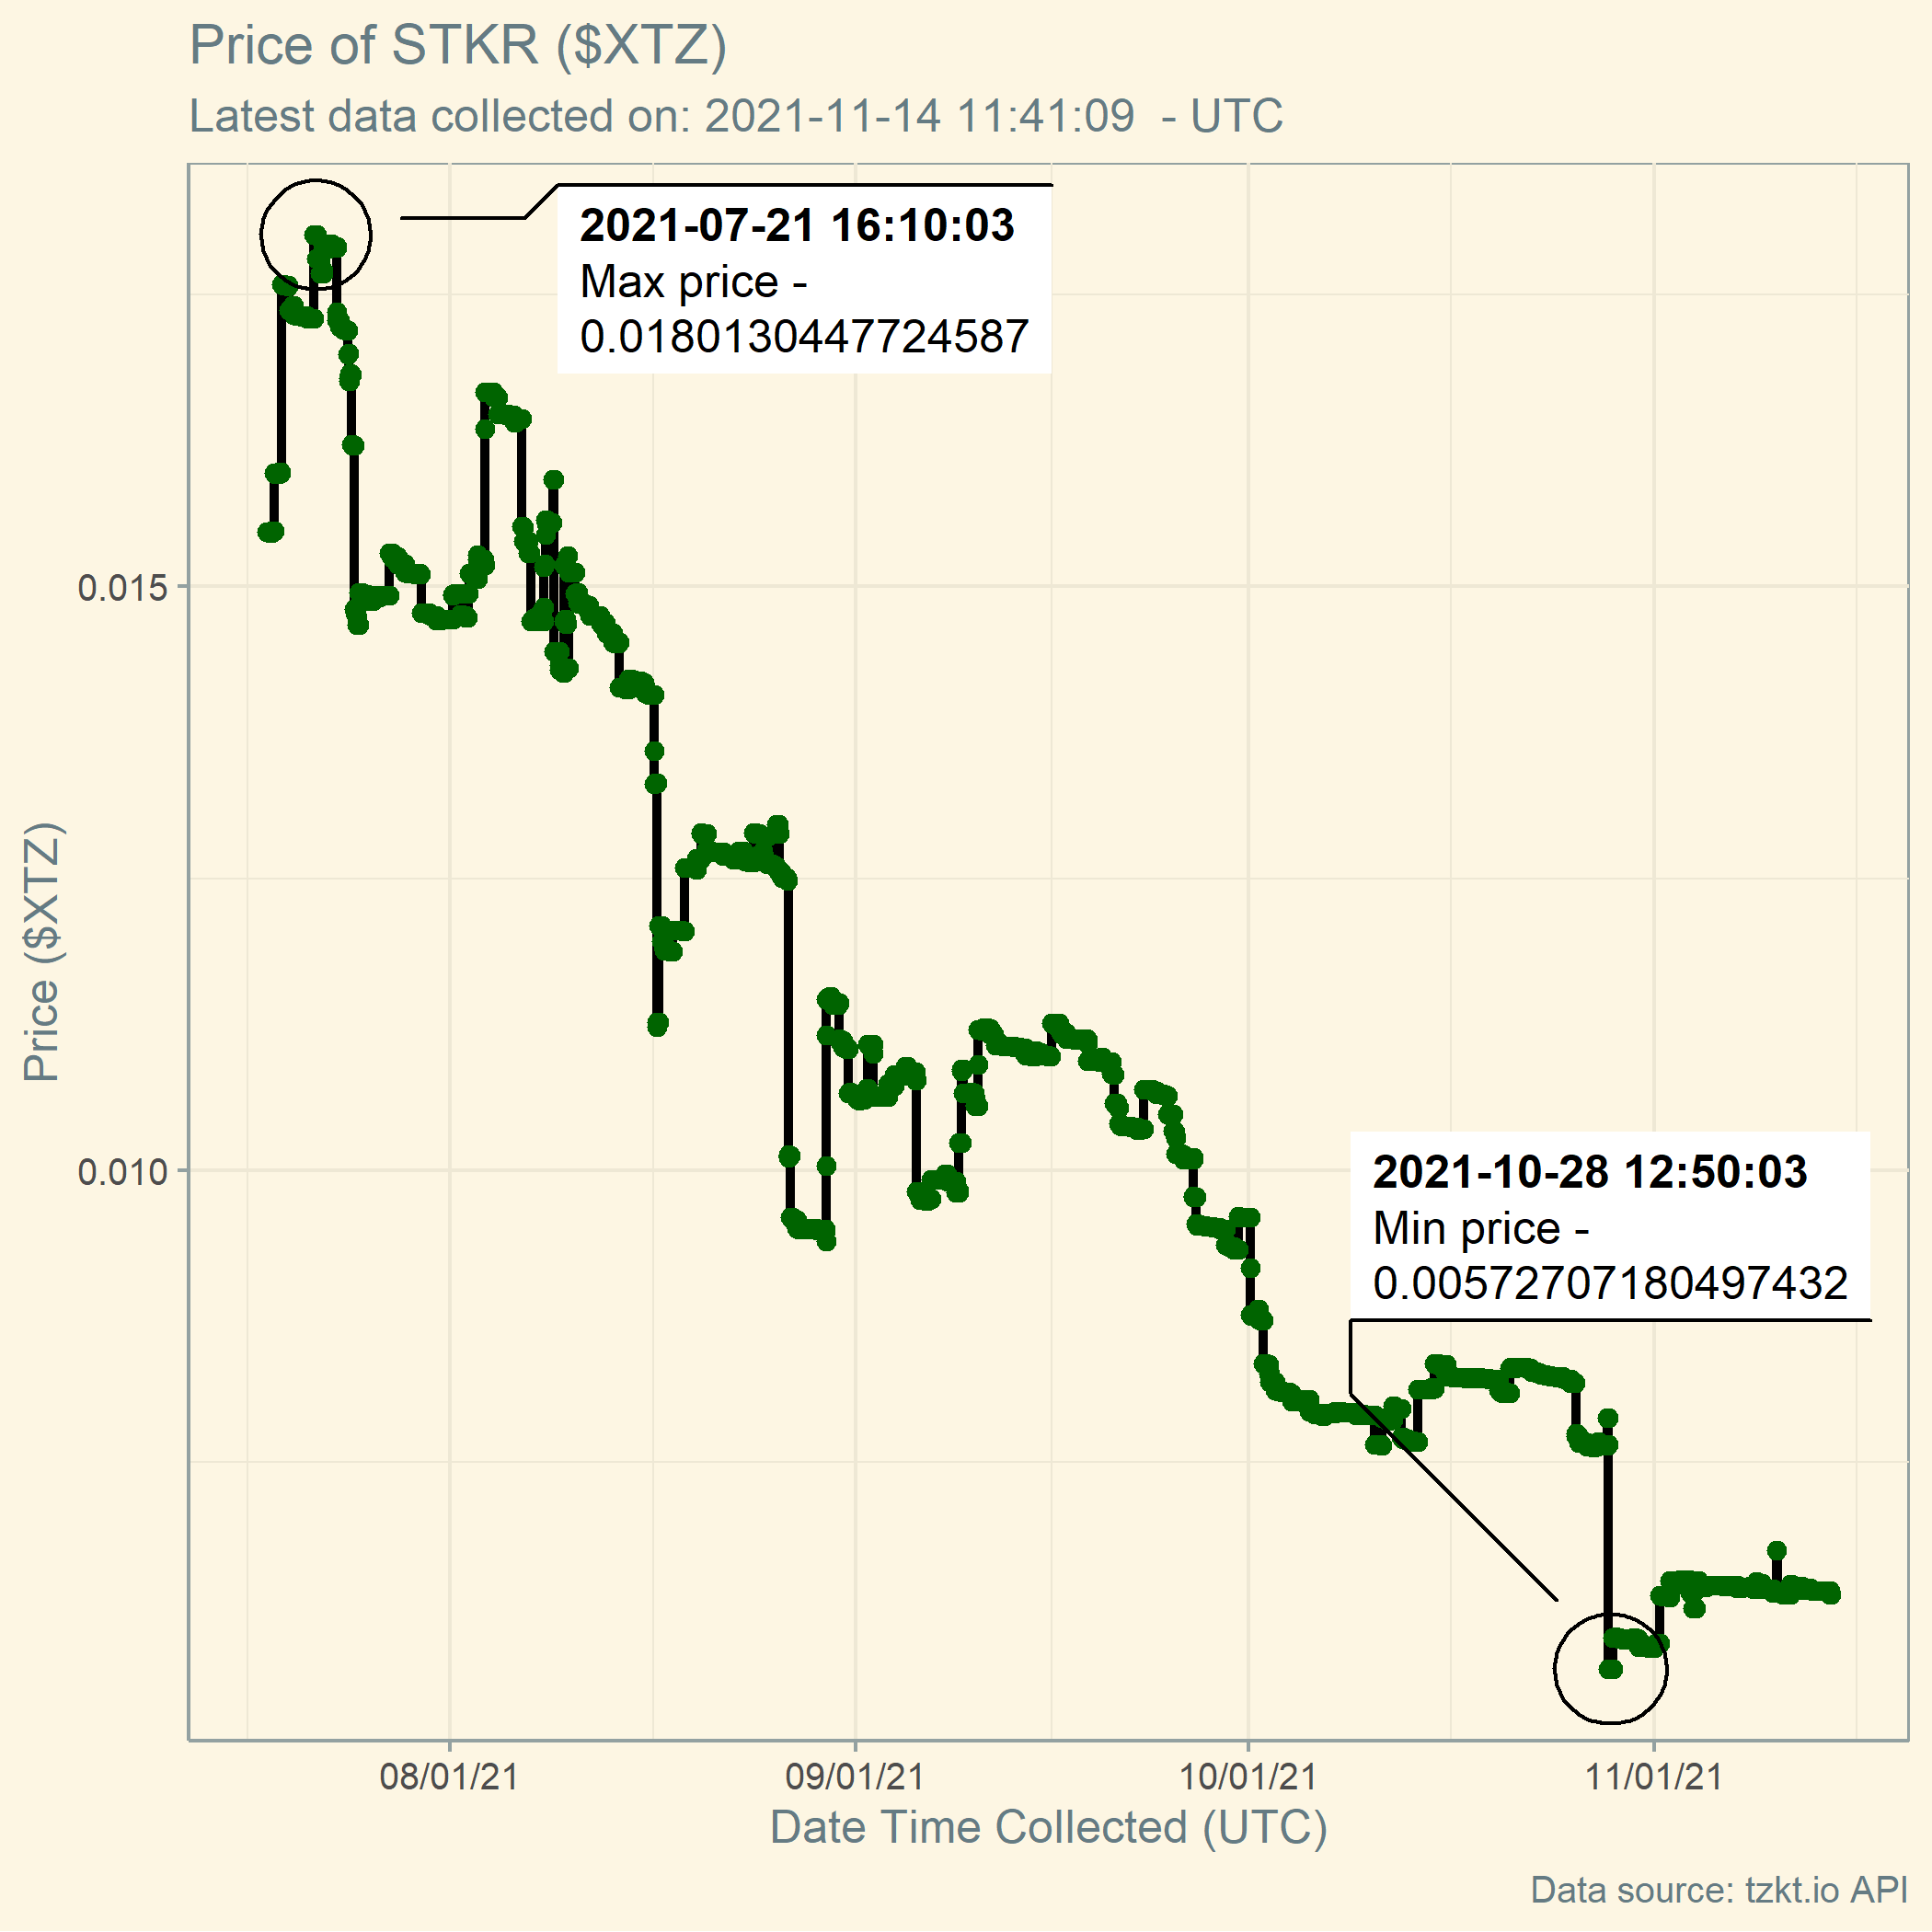 Price of STKR ($XTZ)
Latest data collected on: 2021-11-14 11:41:09  - UTC
2021-07-21 16:10:03
Max price -
0.0180130447724587
0.015
Price ($XTZ)
0.010
2021-10-28 12:50:03
Min price -
0.00572707180497432
08/01/21
09/01/21
10/01/21
11/01/21
Date Time Collected (UTC)
Data source: tzkt.io API